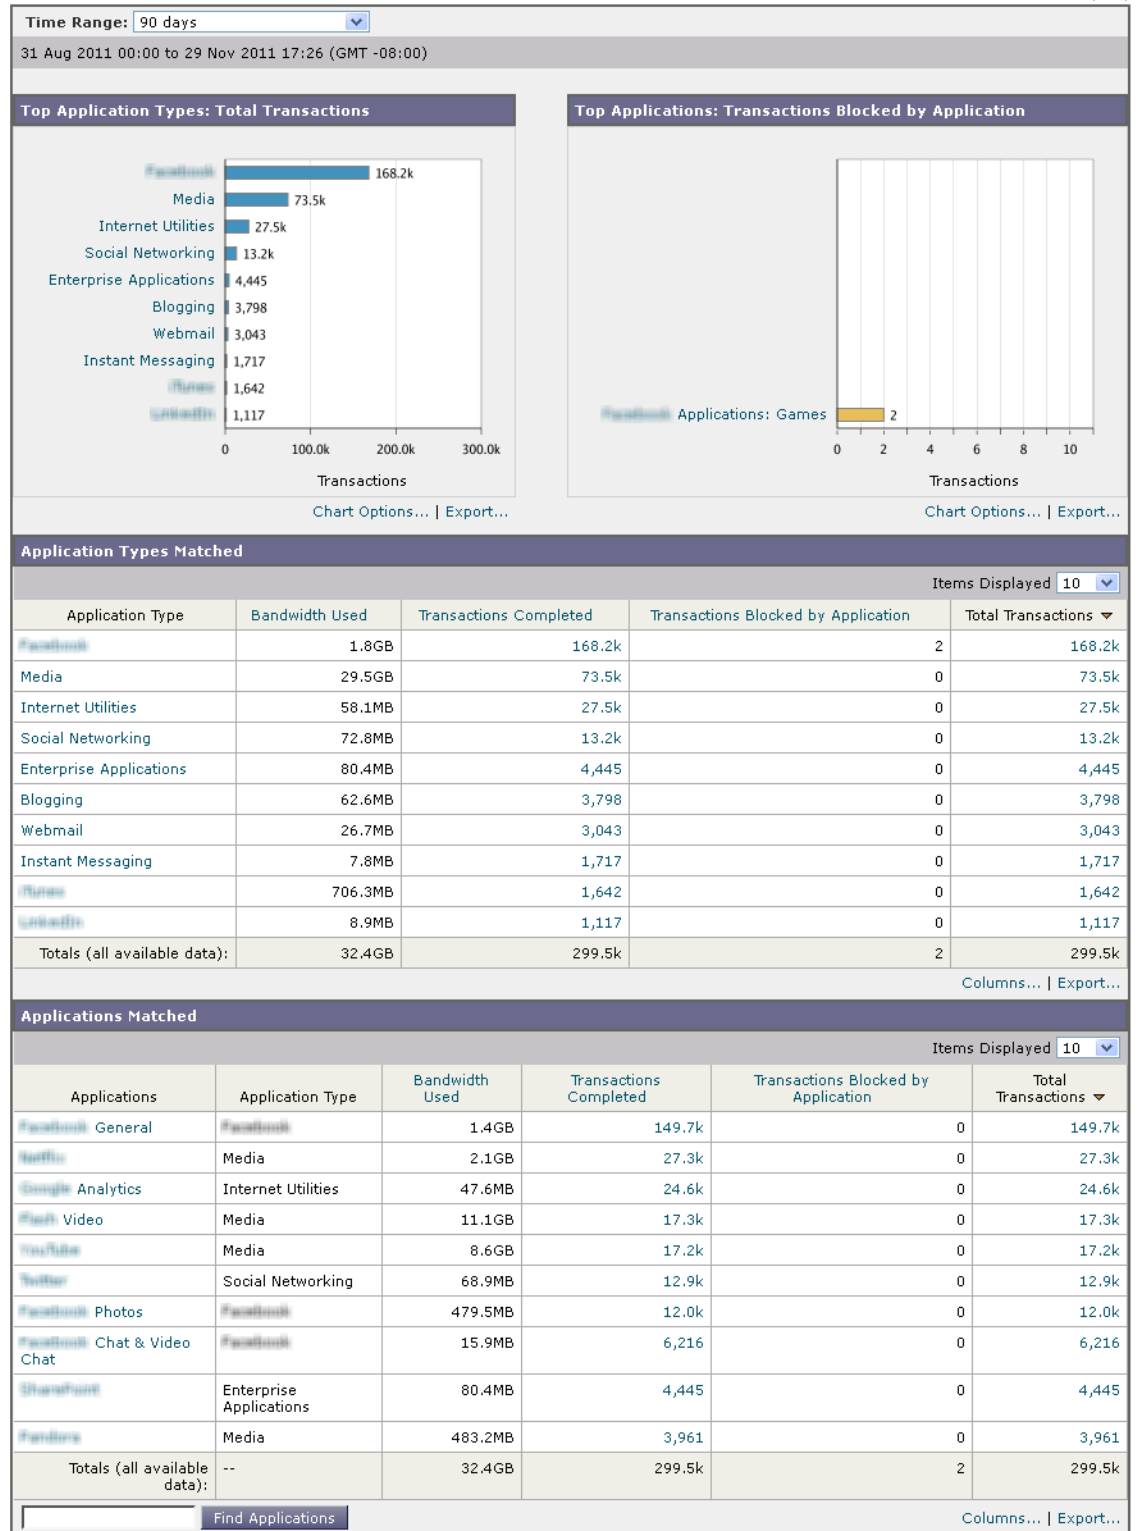 Time Range: 90 days
31 Aug 2011 00:00 to 29 Nov 2011 17:26 (GMT -08:00)
Top Application Types: Total Transactions
168.2k
Media 73.5k
Internet Utilities 27.5k
Social Networking 13.2k
Enterprise Applications 4,445
Blogging 3,798
Webmail 3,043
Instant Messaging 1,717
1,642
1,117
0 100.0k 200.0k 300.0k
Transactions
Chart Options... | Export...
Top Applications: Transactions Blocked by Application
Applications: Games 2
0 2 4 6 8 10
Transactions
Chart Options... | Export...
Application Types Matched
Items Displayed 10
Application Type Bandwidth Used Transactions Completed Transactions Blocked by Application Total Transactions
1.8GB 168.2k 2 168.2k
Media 29.5GB 73.5k 0 73.5k
Internet Utilities 58.1MB 27.5k 0 27.5k
Social Networking 72.8MB 13.2k 0 13.2k
Enterprise Applications 80.4MB 4,445 0 4,445
Blogging 62.6MB 3,798 0 3,798
Webmail 26.7MB 3,043 0 3,043
Instant Messaging 7.8MB 1,717 0 1,717
706.3MB 1,642 0 1,642
8.9MB 1,117 0 1,117
Totals (all available data): 32.4GB 299.5k 2 299.5k
Columns... | Export...
Applications Matched
Items Displayed 10
Applications Application Type Bandwidth Used Transactions Completed Transactions Blocked by Application Total Transactions
General 1.4GB 149.7k 0 149.7k
Media 2.1GB 27.3k 0 27.3k
Analytics Internet Utilities 47.6MB 24.6k 0 24.6k
Video Media 11.1GB 17.3k 0 17.3k
Media 8.6GB 17.2k 0 17.2k
Social Networking 68.9MB 12.9k 0 12.9k
Photos 479.5MB 12.0k 0 12.0k
Chat & Video Chat 15.9MB 6,216 0 6,216
Enterprise Applications 80.4MB 4,445 0 4,445
Media 483.2MB 3,961 0 3,961
Totals (all available data): -- 32.4GB 299.5k 2 299.5k
Find Applications
Columns... | Export...